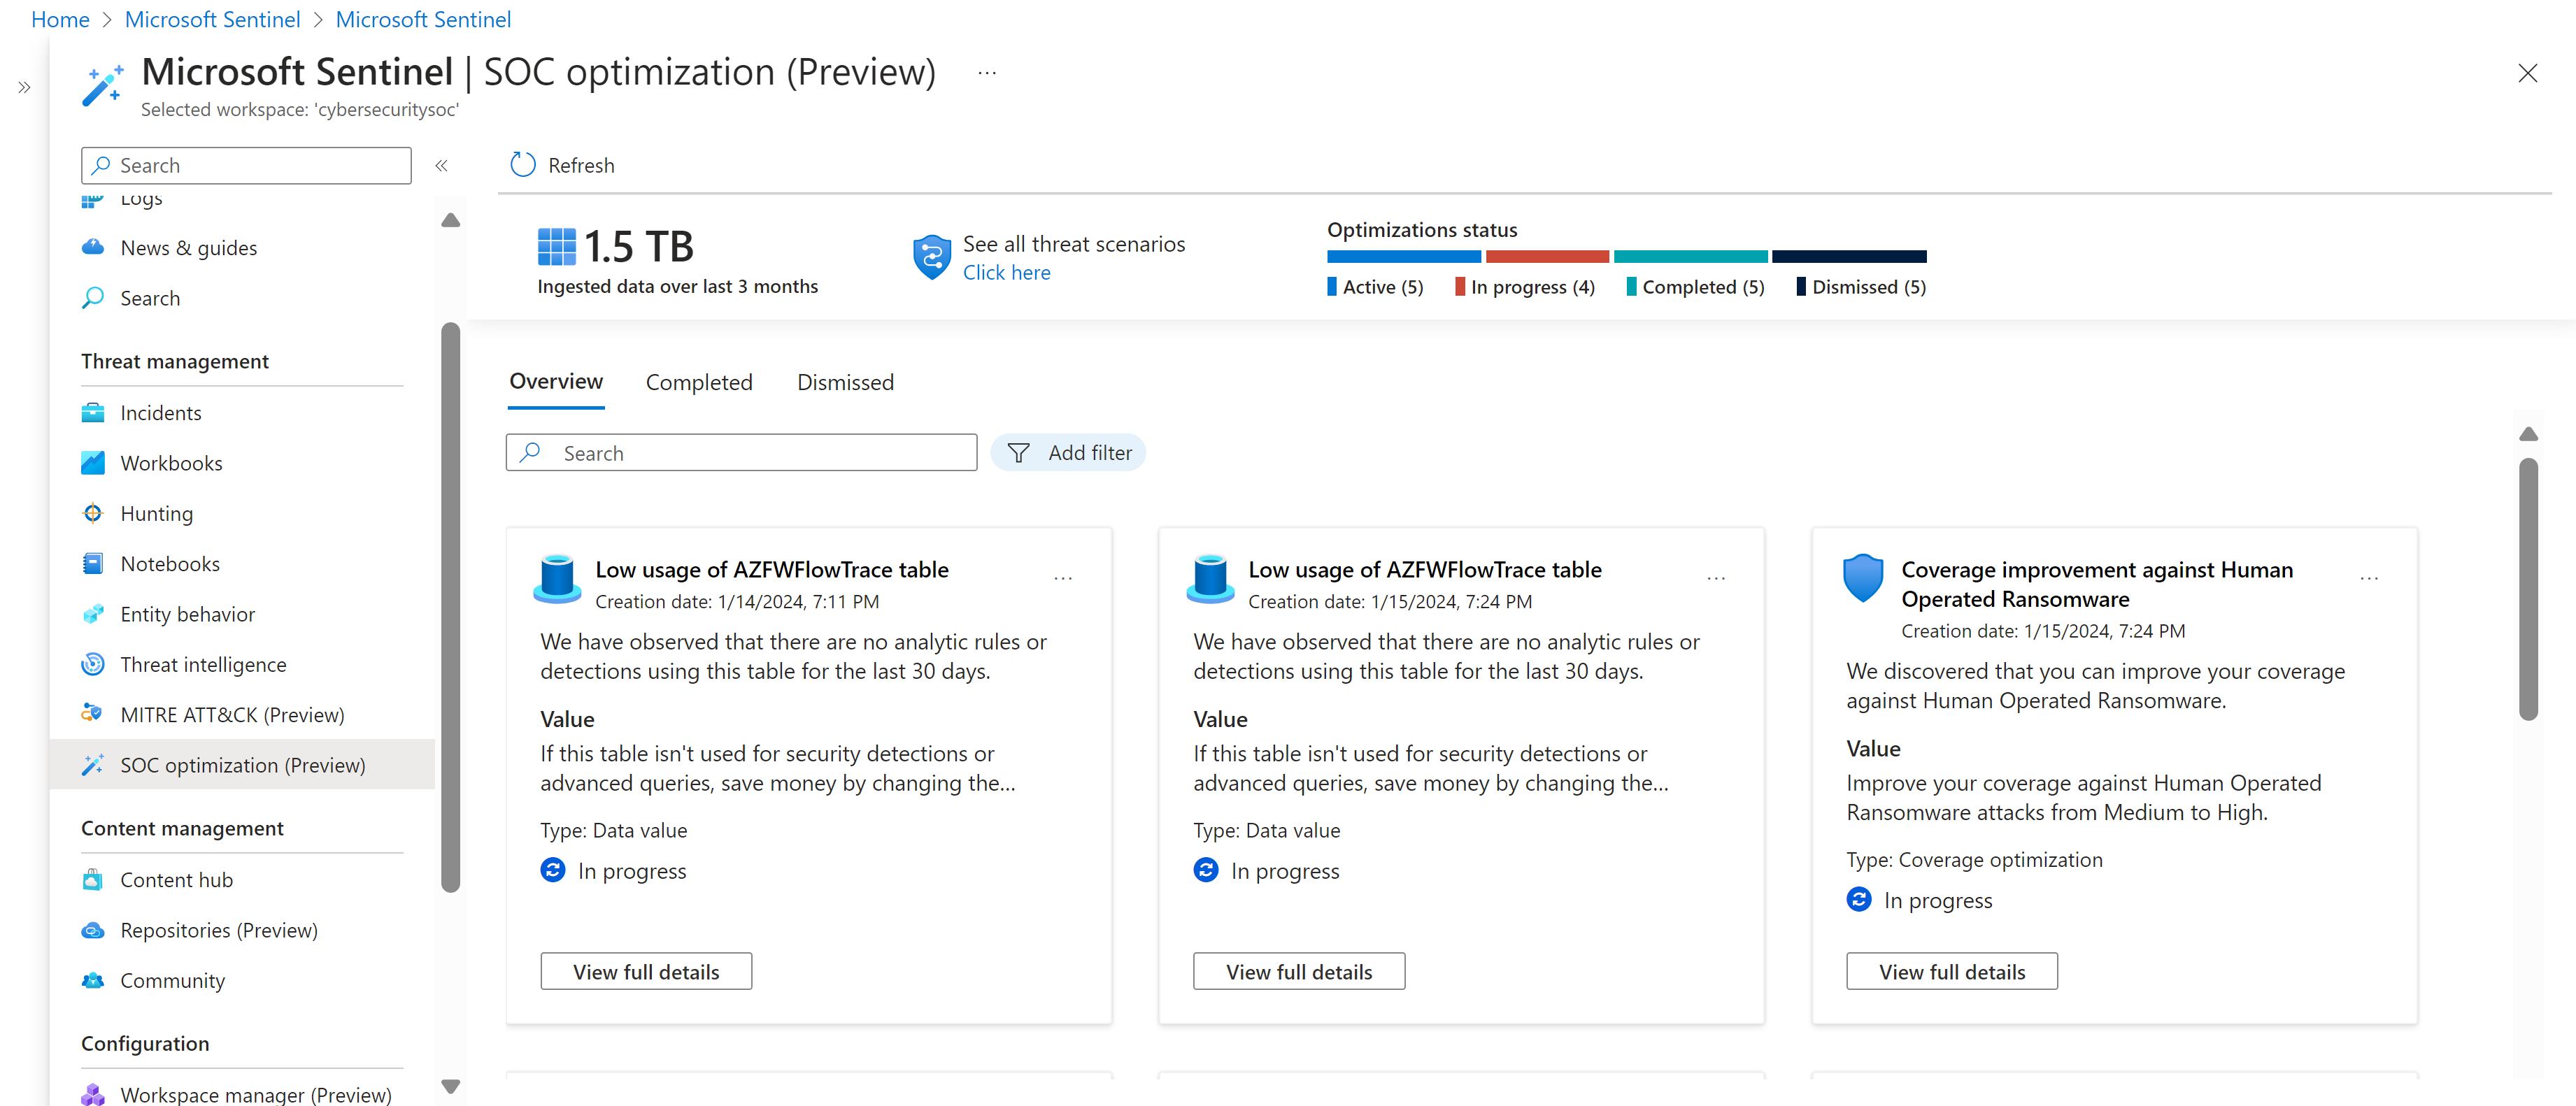 Home > Microsoft Sentinel > Microsoft Sentinel
Microsoft Sentinel | SOC optimization (Preview) ...
Selected workspace: 'cybersecuritysoc'
Search
Logs
News & guides
Search
Threat management
Incidents
Workbooks
Hunting
Notebooks
Entity behavior
Threat intelligence
MITRE ATT&CK (Preview)
SOC optimization (Preview)
Content management
Content hub
Repositories (Preview)
Community
Configuration
Workspace manager (Preview)
Refresh
1.5 TB
Ingested data over last 3 months
See all threat scenarios
Click here
Optimizations status
Active (5) In progress (4) Completed (5) Dismissed (5)
Overview Completed Dismissed
Search
Add filter
Low usage of AZFWFlowTrace table ...
Creation date: 1/14/2024, 7:11 PM
We have observed that there are no analytic rules or
detections using this table for the last 30 days.
Value
If this table isn't used for security detections or
advanced queries, save money by changing the...
Type: Data value
In progress
View full details
Low usage of AZFWFlowTrace table ...
Creation date: 1/15/2024, 7:24 PM
We have observed that there are no analytic rules or
detections using this table for the last 30 days.
Value
If this table isn't used for security detections or
advanced queries, save money by changing the...
Type: Data value
In progress
View full details
Coverage improvement against Human ...
Operated Ransomware
Creation date: 1/15/2024, 7:24 PM
We discovered that you can improve your coverage
against Human Operated Ransomware.
Value
Improve your coverage against Human Operated
Ransomware attacks from Medium to High.
Type: Coverage optimization
In progress
View full details